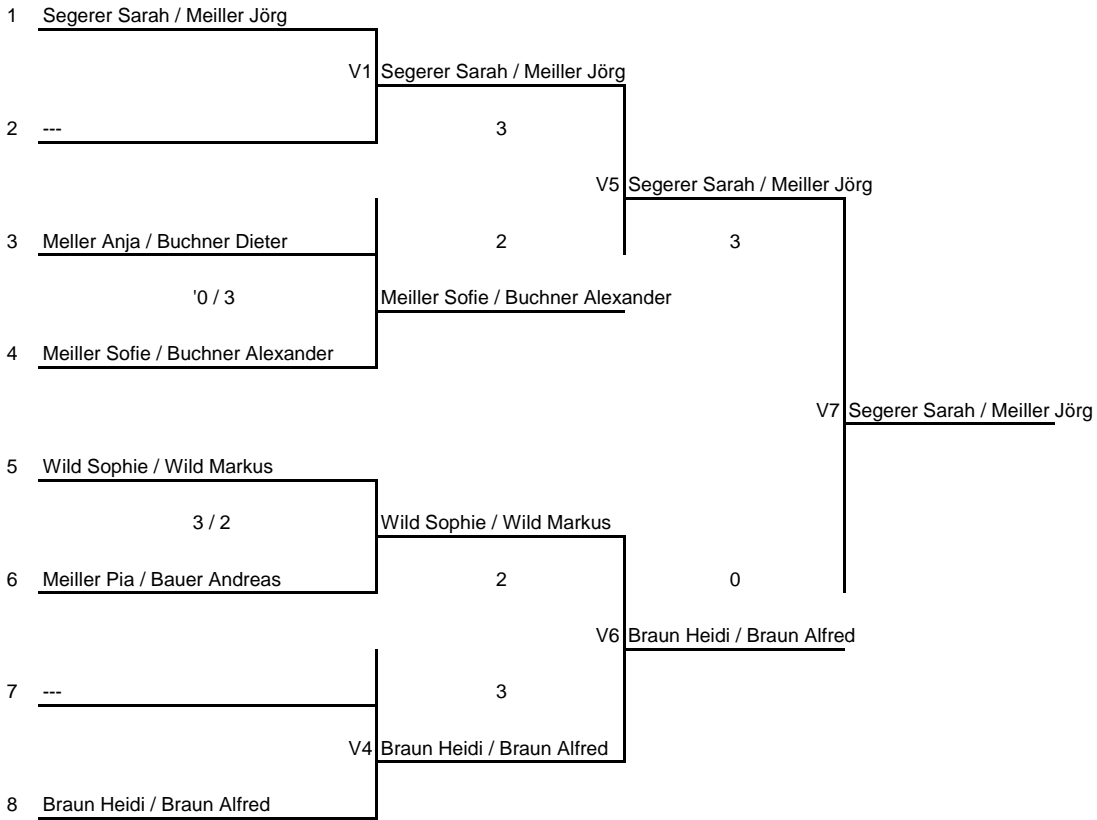 1 Segerer Sarah / Meiller Jörg
V1 Segerer Sarah / Meiller Jörg
2 --- 3
V5 Segerer Sarah / Meiller Jörg
3 Meller Anja / Buchner Dieter 2 3
'0 / 3 Meiller Sofie / Buchner Alexander
4 Meiller Sofie / Buchner Alexander
V7 Segerer Sarah / Meiller Jörg
5 Wild Sophie / Wild Markus
3 / 2 Wild Sophie / Wild Markus
6 Meiller Pia / Bauer Andreas 2 0
V6 Braun Heidi / Braun Alfred
7 --- 3
V4 Braun Heidi / Braun Alfred
8 Braun Heidi / Braun Alfred